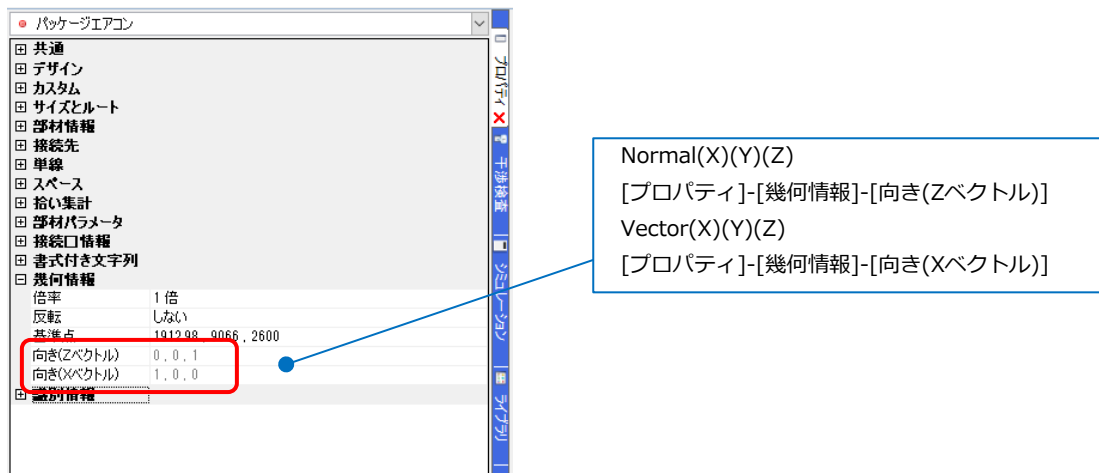 パッケージエアコン
共通
デザイン
カスタム
サイズとルート
部材情報
接続先
単線
スペース
拾い集計
部材パラメータ
接続口情報
書式付き文字列
幾何情報
倍率 1 倍
反転 しない
基準点 191298 , 9066 , 2600
向き(Zベクトル) 0 , 0 , 1
向き(Xベクトル) 1 , 0 , 0
識別情報
プロパティ
干渉検査
シミュレーション
ライブラリ
Normal(X)(Y)(Z)
[プロパティ]-[幾何情報]-[向き(Zベクトル)]
Vector(X)(Y)(Z)
[プロパティ]-[幾何情報]-[向き(Xベクトル)]